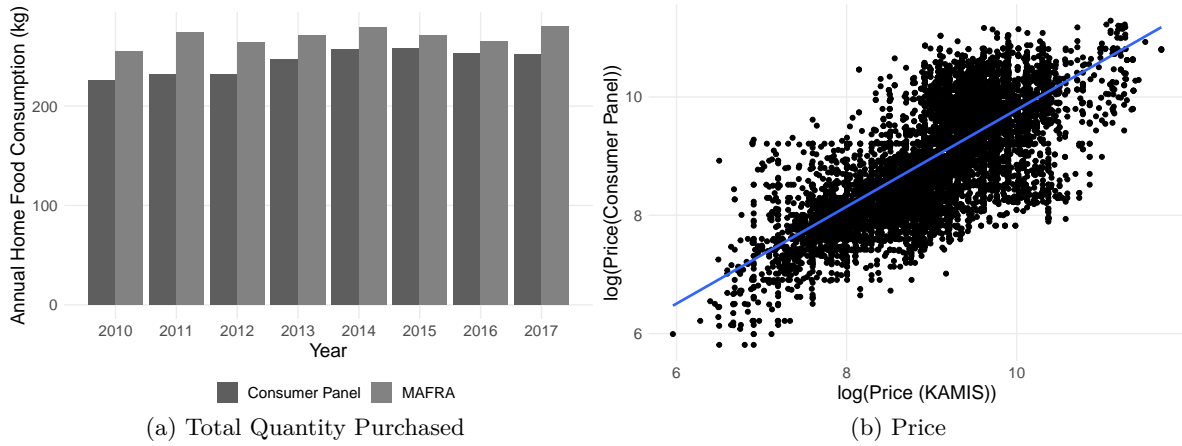 Annual Home Food Consumption (kg)
200
100
0
2010 2011 2012 2013 2014 2015 2016 2017
Year
Consumer Panel MAFRA
(a) Total Quantity Purchased
log(Price(Consumer Panel))
10
8
6
6 8 10
log(Price (KAMIS))
(b) Price